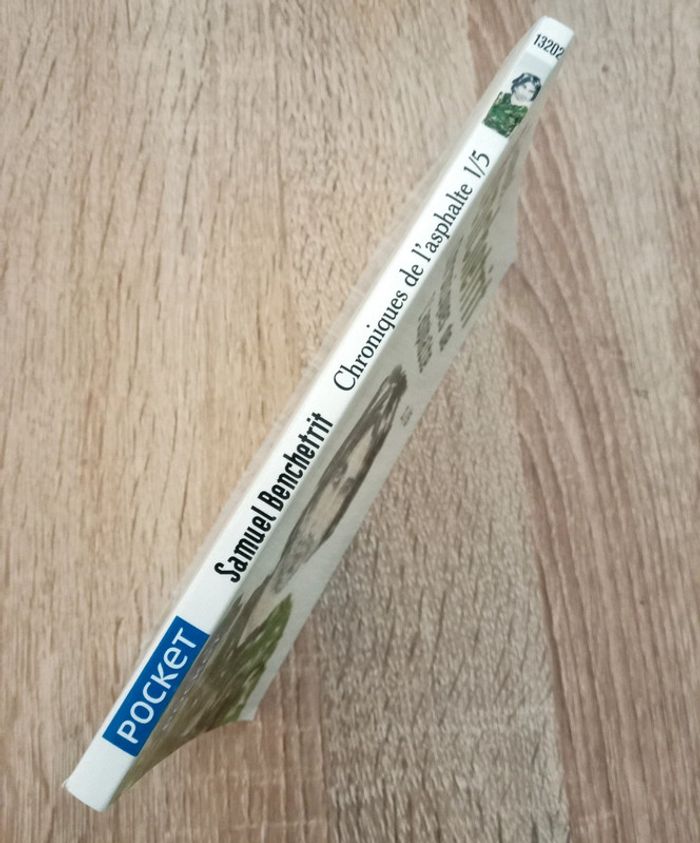 POCKET
Samuel Benchetrit
Chroniques de l'asphalte 1/5
13202